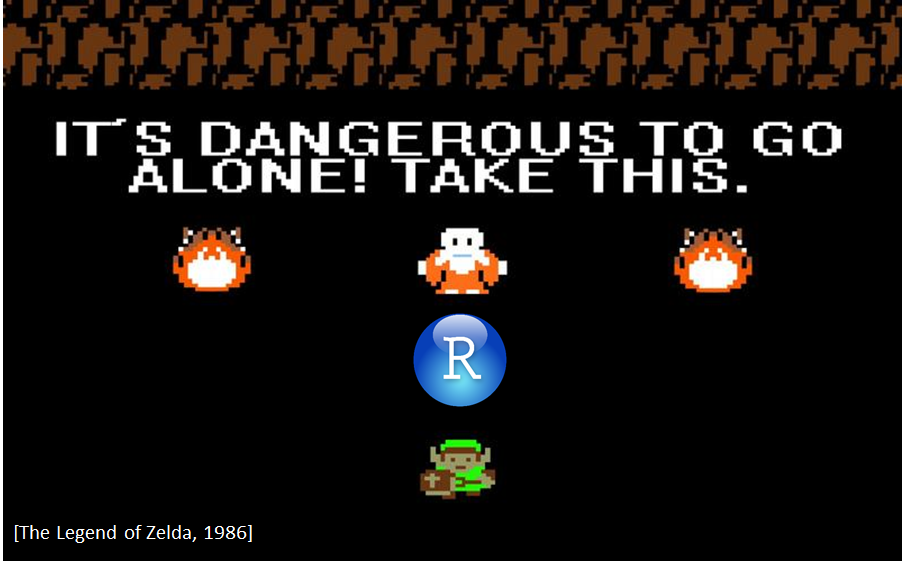 IT´S DANGEROUS TO GO
ALONE! TAKE THIS.
R
[The Legend of Zelda, 1986]